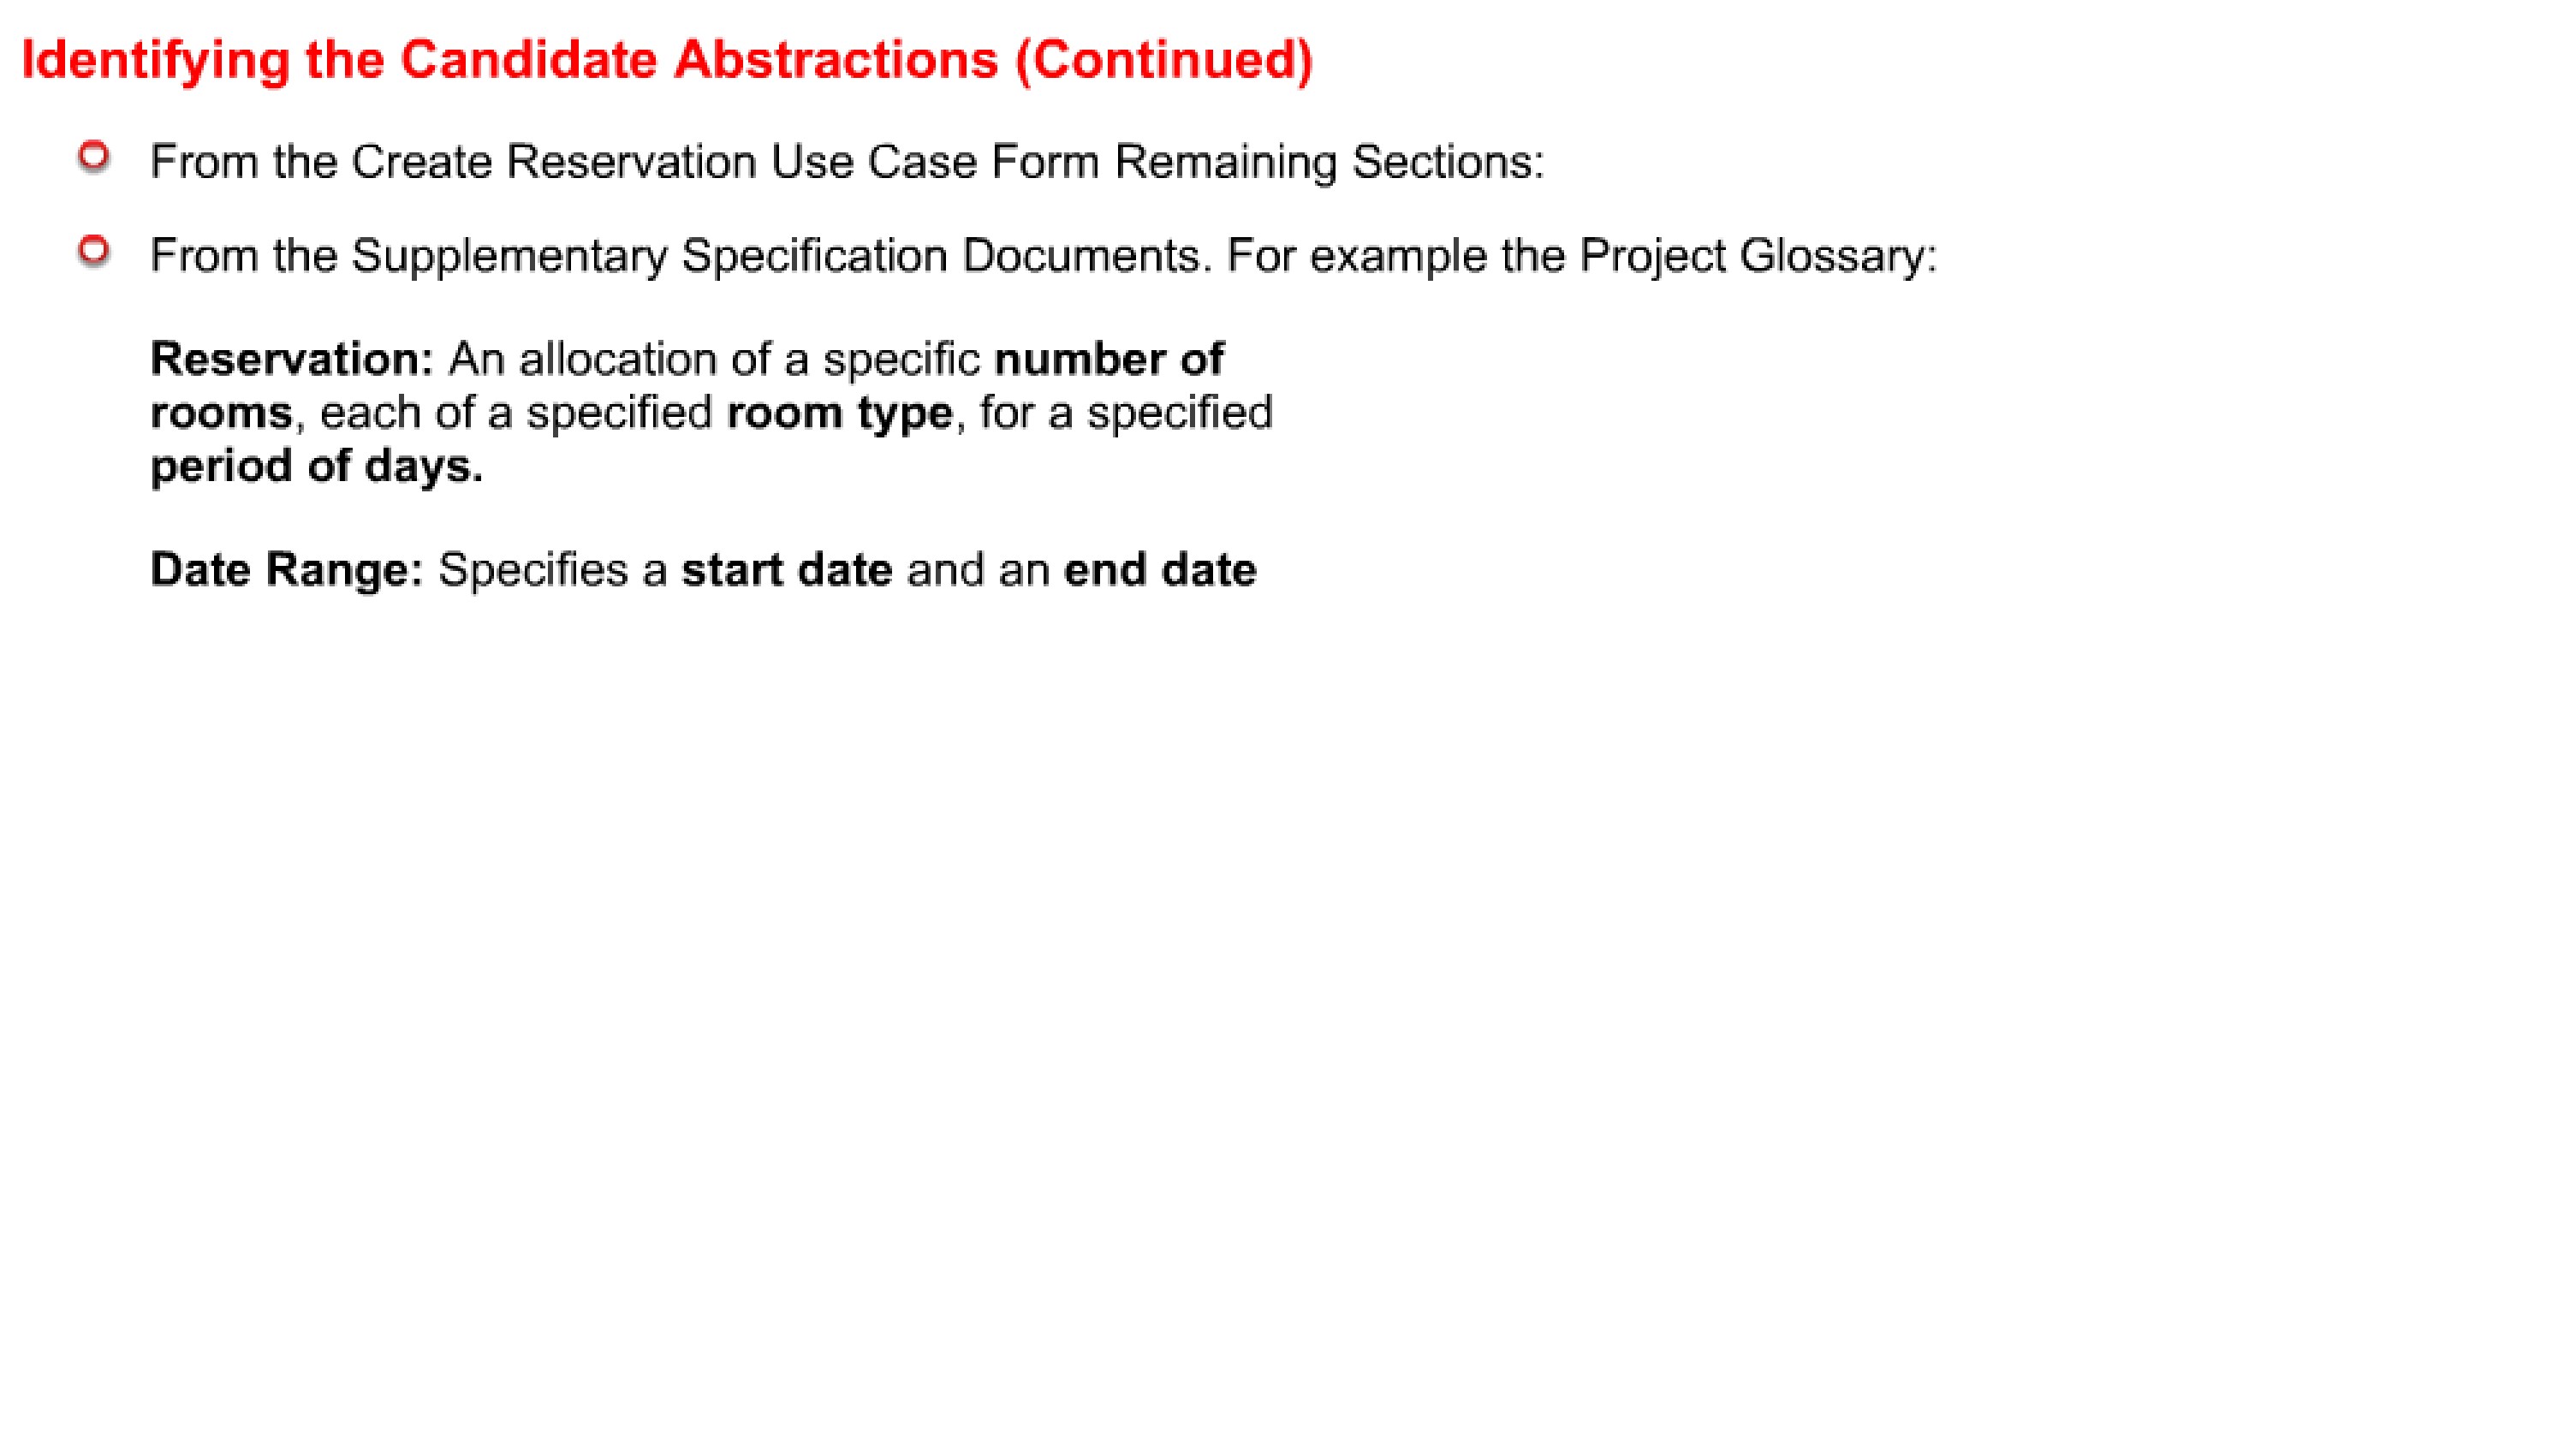 Identifying the Candidate Abstractions (Continued)
From the Create Reservation Use Case Form Remaining Sections:
From the Supplementary Specification Documents. For example the Project Glossary:
Reservation: An allocation of a specific number of
rooms, each of a specified room type, for a specified
period of days.
Date Range: Specifies a start date and an end date